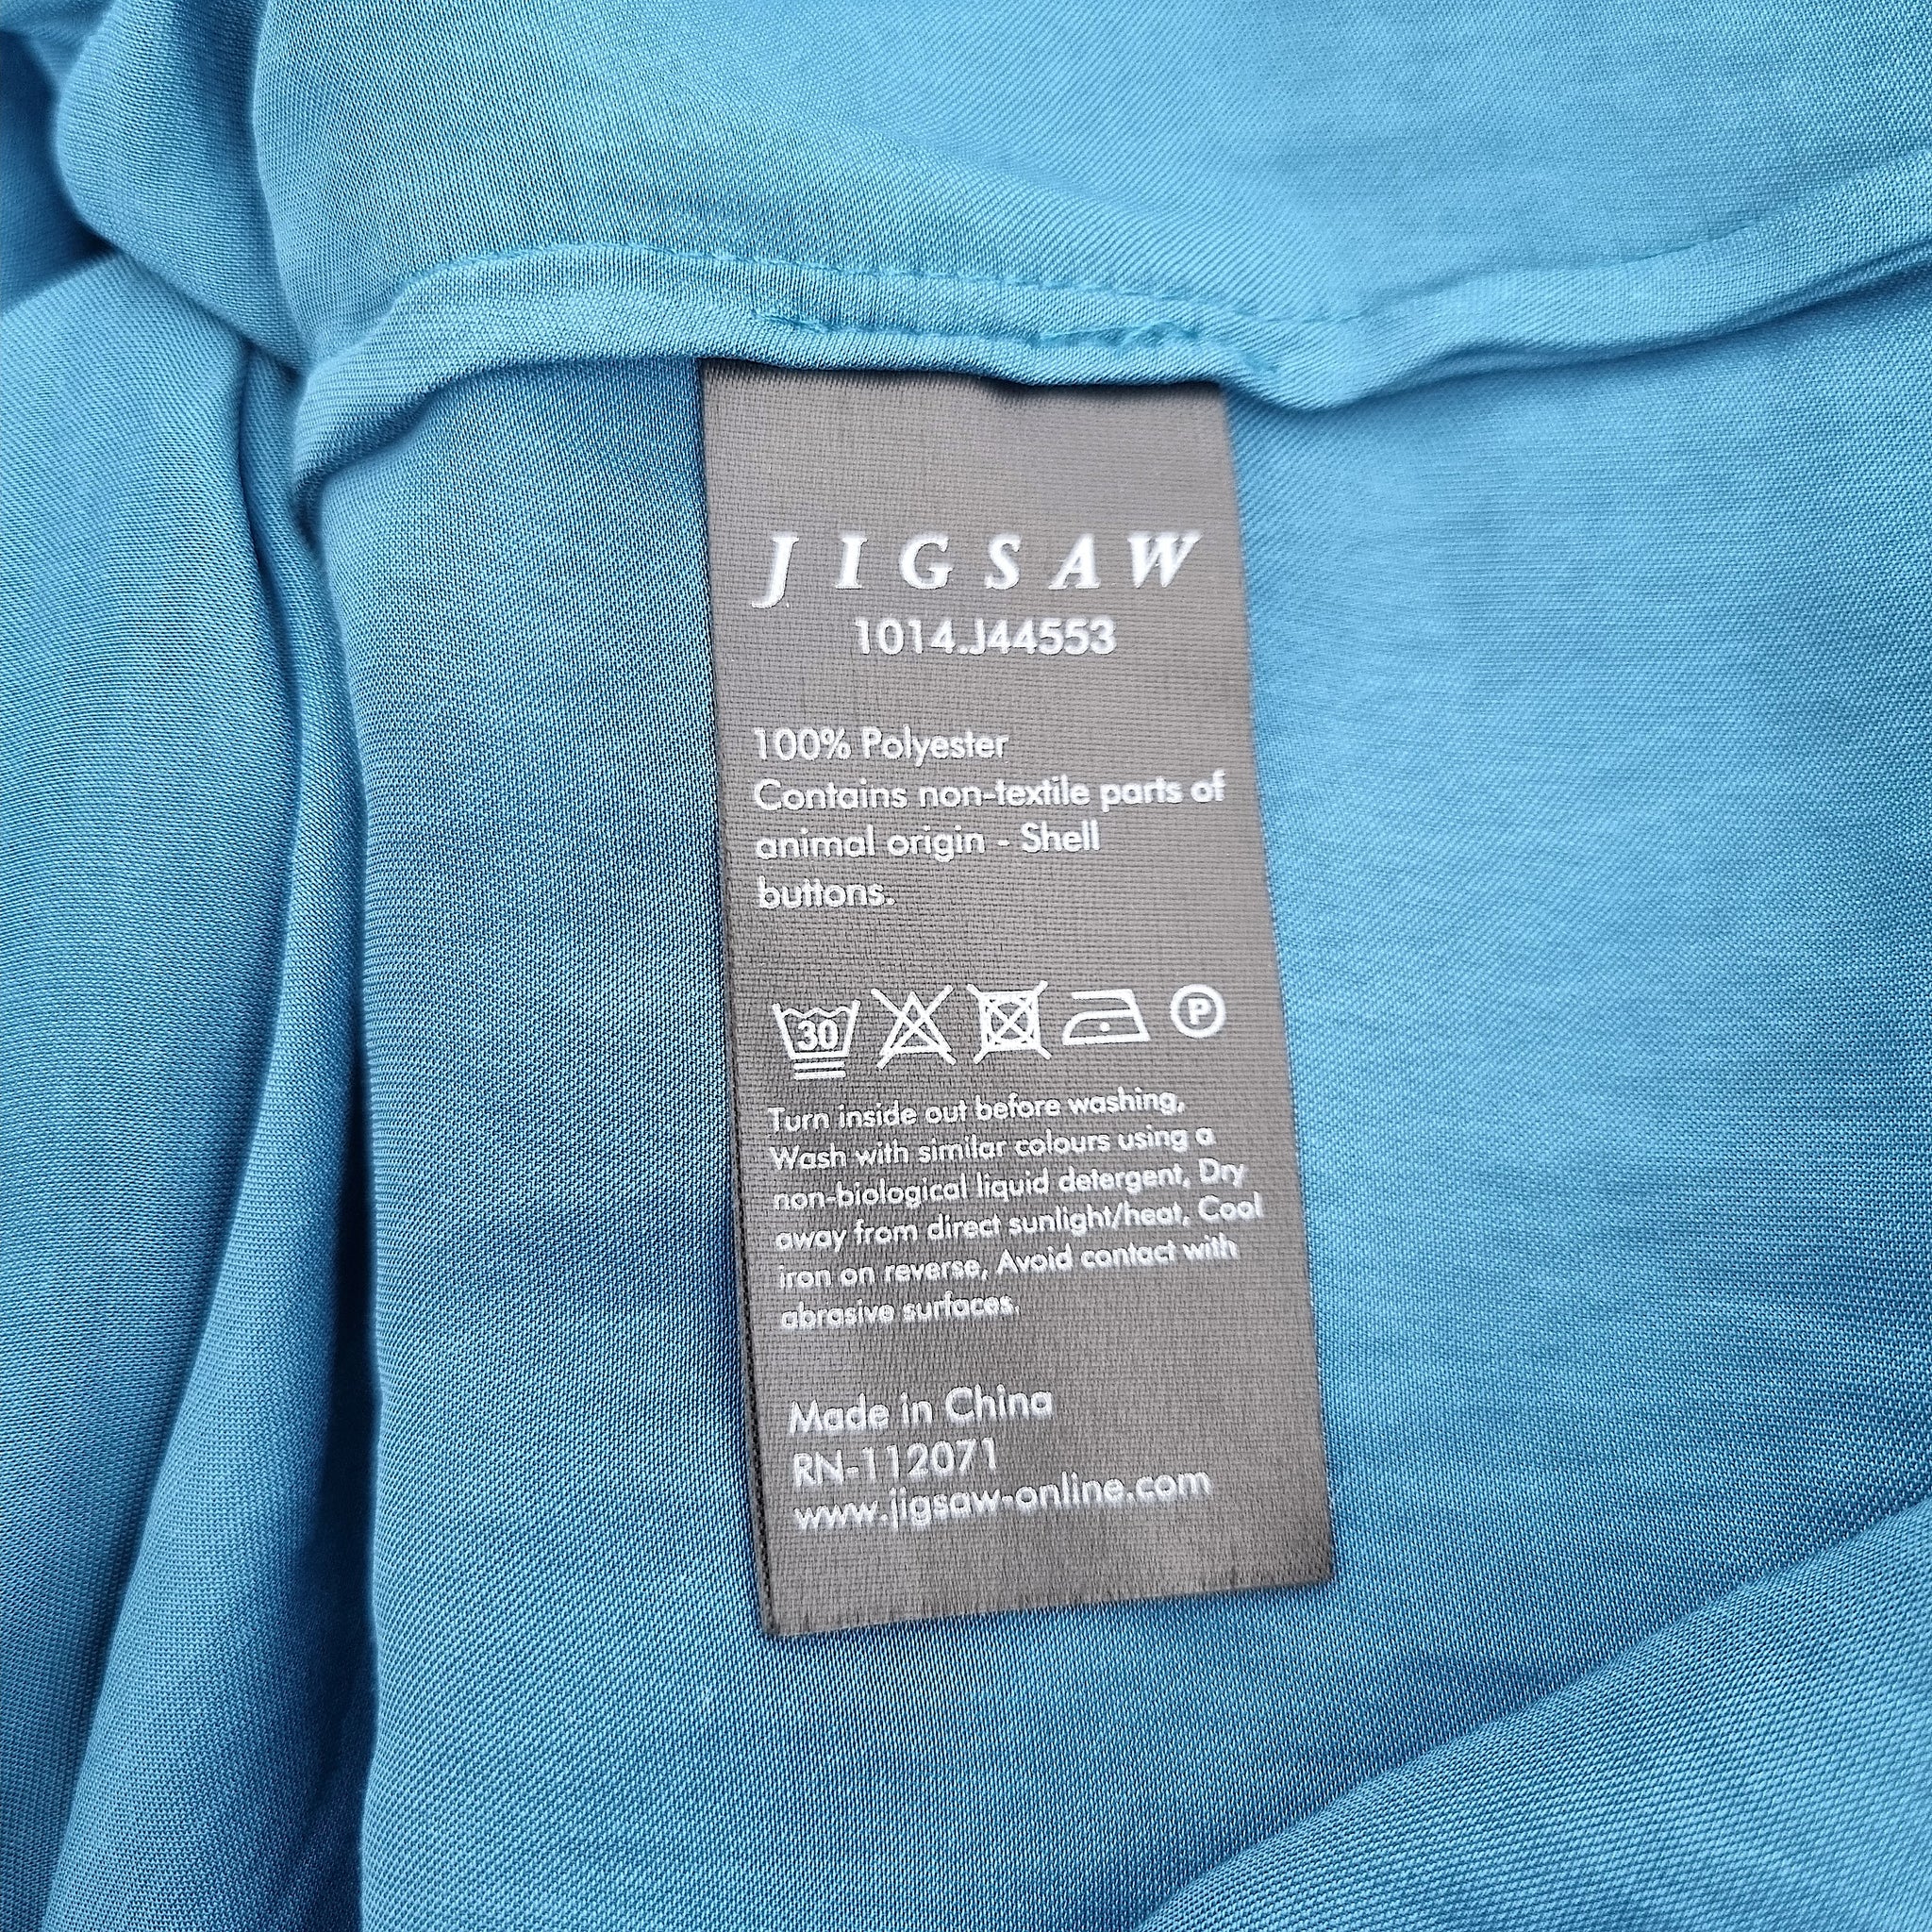 JIGSAW
1014.J44553
100% Polyester
Contains non-textile parts of
animal origin - Shell
buttons.
30 P
Turn inside out before washing,
Wash with similar colours using a
non-biological liquid detergent, Dry
away from direct sunlight/heat, Cool
iron on reverse, Avoid contact with
abrasive surfaces.
Made in China
RN-112071
www.jigsaw-online.com